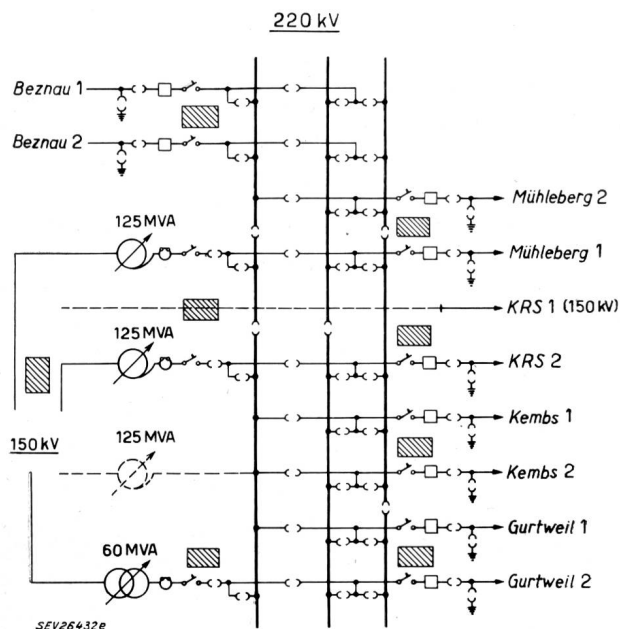 220 kV
Beznau 1
Beznau 2
Mühleberg 2
125 MVA
Mühleberg 1
KRS 1 (150 kV)
125 MVA
KRS 2
Kembs 1
150 kV
125 MVA
Kembs 2
Gurtweil 1
60 MVA
Gurtweil 2
SEV26432e